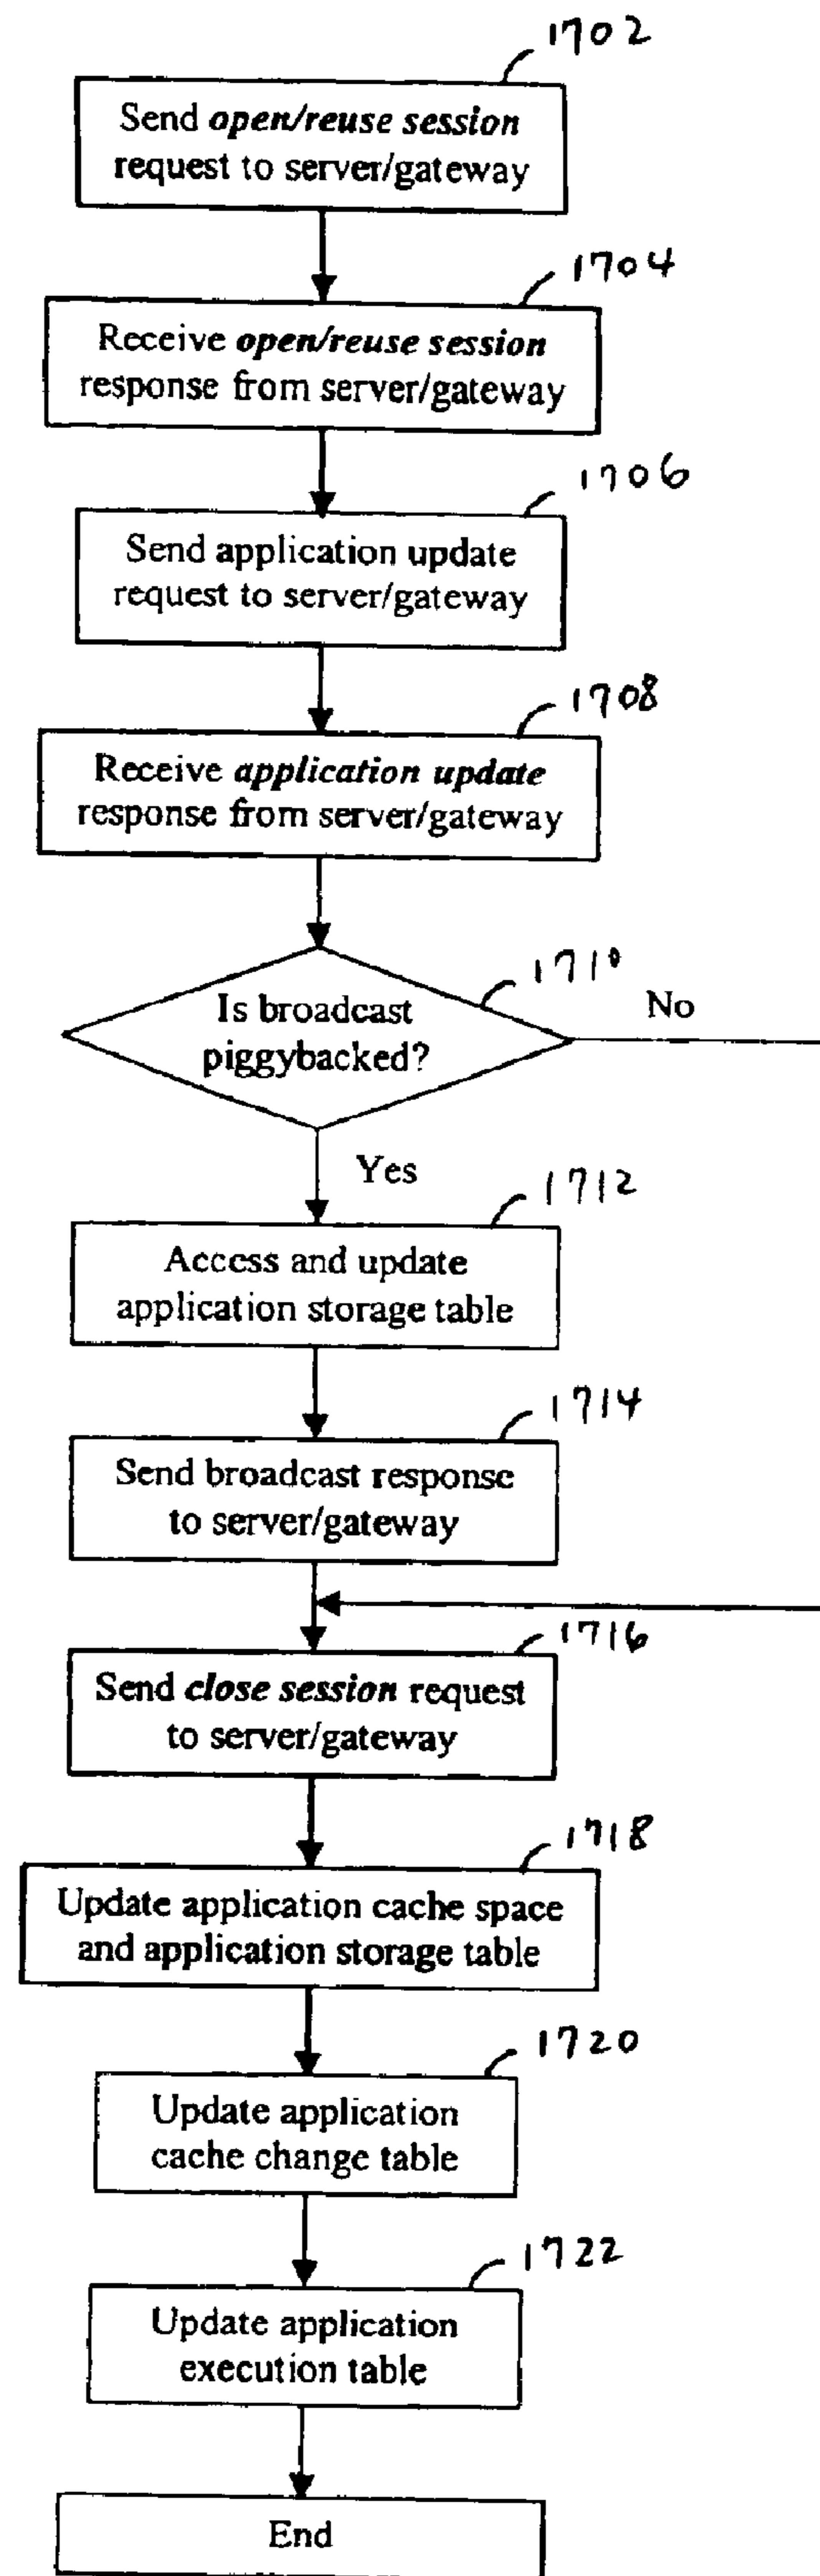 1702
Send open/reuse session
request to server/gateway
1704
Receive open/reuse session
response from server/gateway
1706
Send application update
request to server/gateway
1708
Receive application update
response from server/gateway
1710
Is broadcast
piggybacked?
No
Yes
1712
Access and update
application storage table
1714
Send broadcast response
to server/gateway
1716
Send close session request
to server/gateway
1718
Update application cache space
and application storage table
1720
Update application
cache change table
1722
Update application
execution table
End